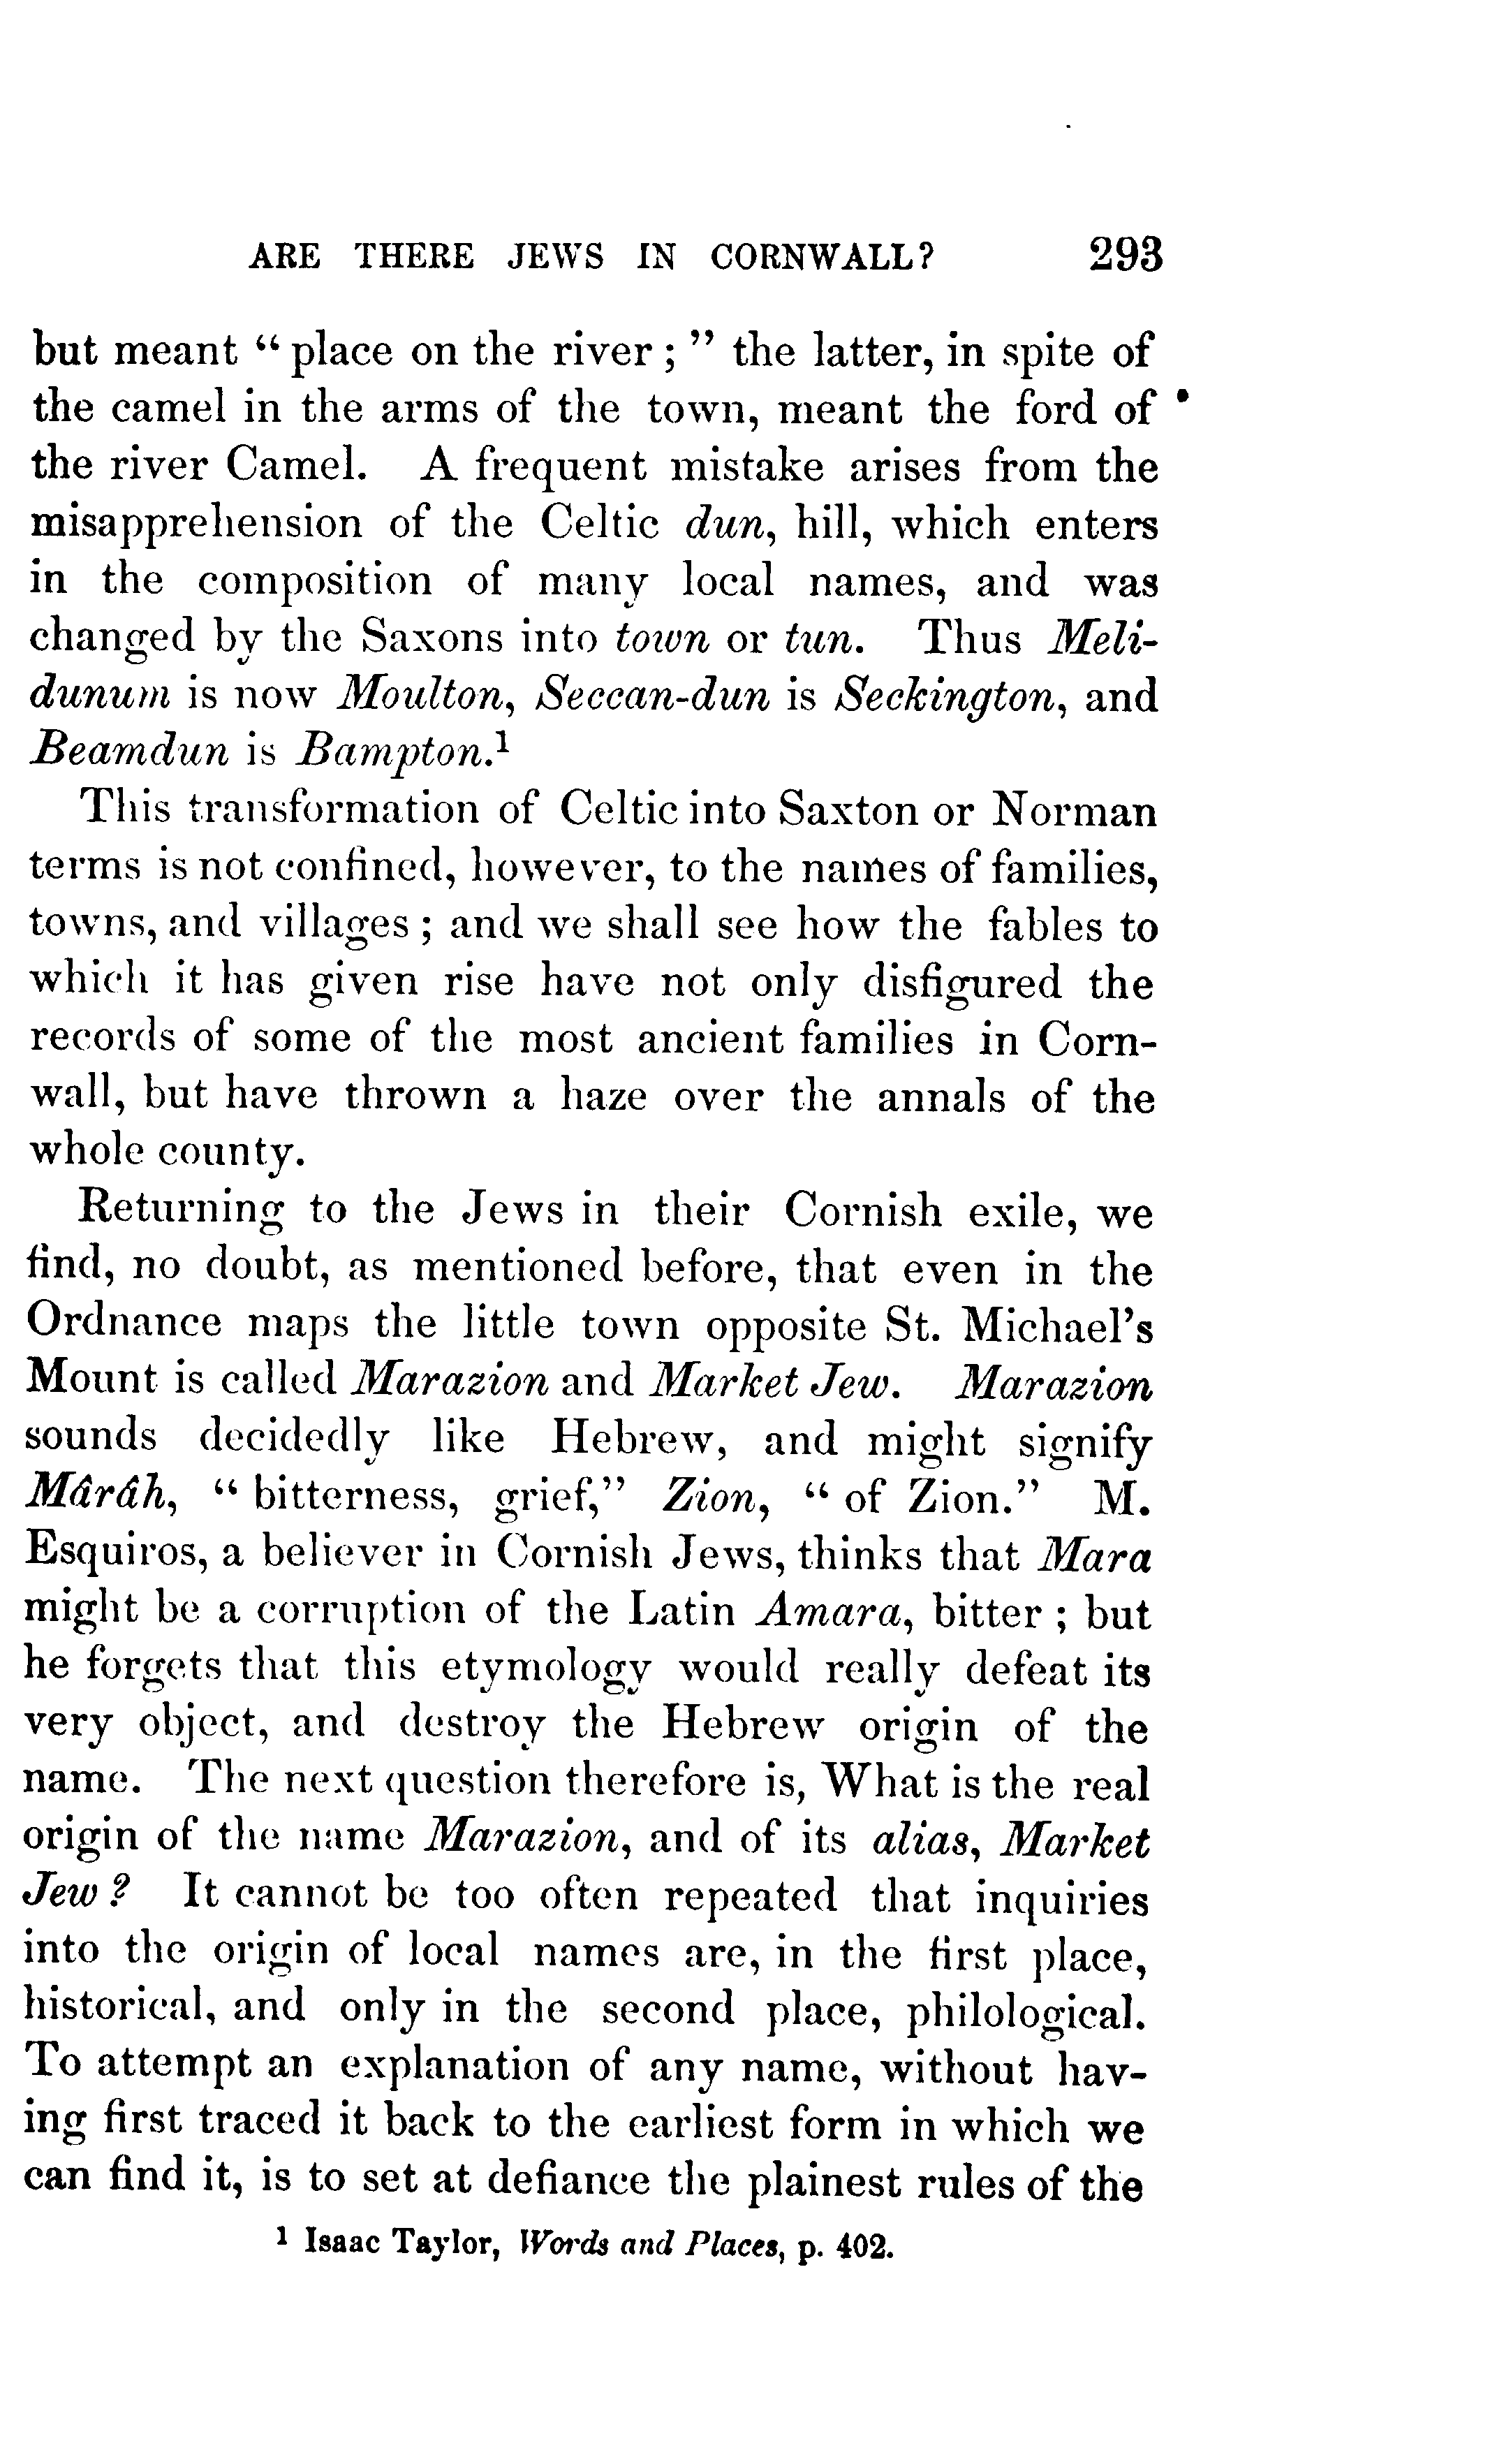 ARE THERE JEWS IN CORNWALL? 293
but meant “ place on the river ; ” the latter, in spite of
the camel in the arms of the town, meant the ford of
the river Camel. A frequent mistake arises from the
misapprehension of the Celtic dun, hill, which enters
in the composition of many local names, and was
changed by the Saxons into town or tun. Thus Meli-
dunum is now Moulton, Seccan-dun is Seckington, and
Beamdun is Bampton.¹
This transformation of Celtic into Saxton or Norman
terms is not confined, however, to the names of families,
towns, and villages ; and we shall see how the fables to
which it has given rise have not only disfigured the
records of some of the most ancient families in Corn-
wall, but have thrown a haze over the annals of the
whole county.
Returning to the Jews in their Cornish exile, we
find, no doubt, as mentioned before, that even in the
Ordnance maps the little town opposite St. Michael’s
Mount is called Marazion and Market Jew. Marazion
sounds decidedly like Hebrew, and might signify
Mârâh, “ bitterness, grief,” Zion, “ of Zion.” M.
Esquiros, a believer in Cornish Jews, thinks that Mara
might be a corruption of the Latin Amara, bitter ; but
he forgets that this etymology would really defeat its
very object, and destroy the Hebrew origin of the
name. The next question therefore is, What is the real
origin of the name Marazion, and of its alias, Market
Jew ? It cannot be too often repeated that inquiries
into the origin of local names are, in the first place,
historical, and only in the second place, philological.
To attempt an explanation of any name, without hav-
ing first traced it back to the earliest form in which we
can find it, is to set at defiance the plainest rules of the
¹ Isaac Taylor, Words and Places, p. 402.